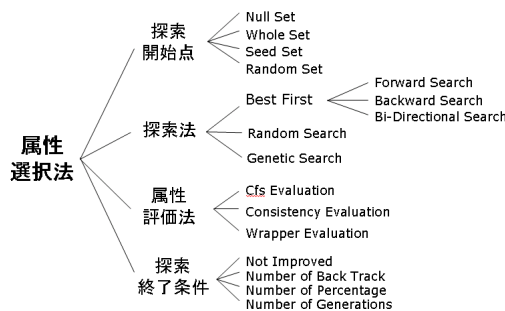 属性
選択法
探索
開始点
Null Set
Whole Set
Seed Set
Random Set
探索法
Best First
Forward Search
Backward Search
Bi-Directional Search
Random Search
Genetic Search
属性
評価法
Cfs Evaluation
Consistency Evaluation
Wrapper Evaluation
探索
終了条件
Not Improved
Number of Back Track
Number of Percentage
Number of Generations